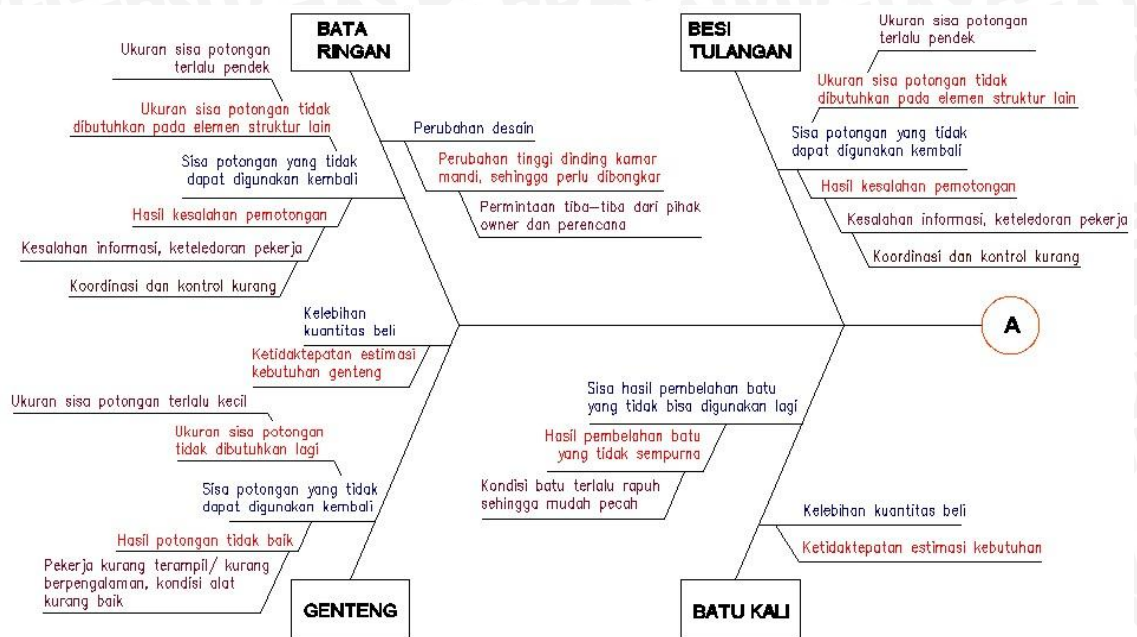 BATA
RINGAN
Ukuran sisa potongan
terlalu pendek
Ukuran sisa potongan tidak
dibutuhkan pada elemen struktur lain
Sisa potongan yang tidak
dapat digunakan kembali
Hasil kesalahan pemotongan
Kesalahan informasi, keteledoran pekerja
Koordinasi dan kontrol kurang
Perubahan desain
Perubahan tinggi dinding kamar
mandi, sehingga perlu dibongkar
Permintaan tiba-tiba dari pihak
owner dan perencana
BESI
TULANGAN
Ukuran sisa potongan
terlalu pendek
Ukuran sisa potongan tidak
dibutuhkan pada elemen struktur lain
Sisa potongan yang tidak
dapat digunakan kembali
Hasil kesalahan pemotongan
Kesalahan informasi, keteledoran pekerja
Koordinasi dan kontrol kurang
A
Kelebihan
kuantitas beli
Ketidaktepatan estimasi
kebutuhan genteng
Ukuran sisa potongan terlalu kecil
Ukuran sisa potongan
tidak dibutuhkan lagi
Sisa potongan yang tidak
dapat digunakan kembali
Hasil potongan tidak baik
Pekerja kurang terampil/ kurang
berpengalaman, kondisi alat
kurang baik
GENTENG
Sisa hasil pembelahan batu
yang tidak bisa digunakan lagi
Hasil pembelahan batu
yang tidak sempurna
Kondisi batu terlalu rapuh
sehingga mudah pecah
Kelebihan kuantitas beli
Ketidaktepatan estimasi kebutuhan
BATU KALI